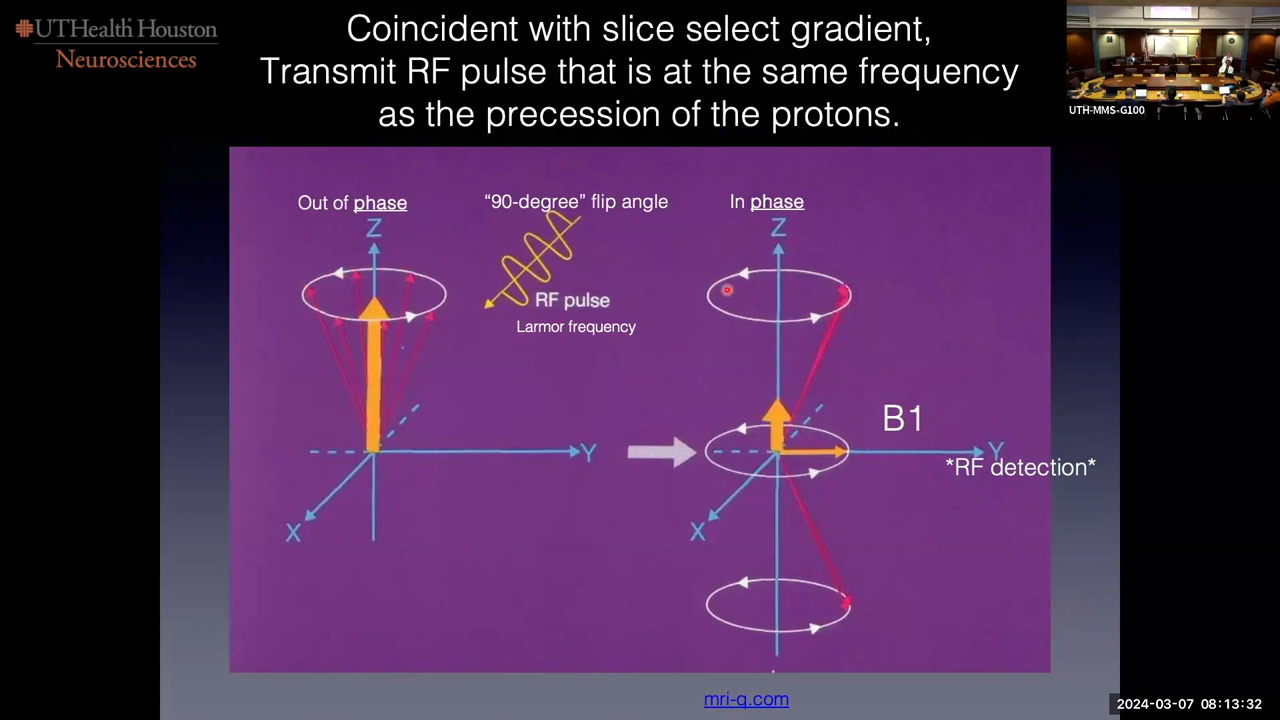 UTHealth Houston
Neurosciences
Coincident with slice select gradient,
Transmit RF pulse that is at the same frequency
as the precession of the protons.
UTH-MMS-G100
Out of phase
"90-degree" flip angle
In phase
Z
Z
RF pulse
Larmor frequency
B1
Y
Y
*RF detection*
X
X
mri-q.com
2024-03-07 08:13:32